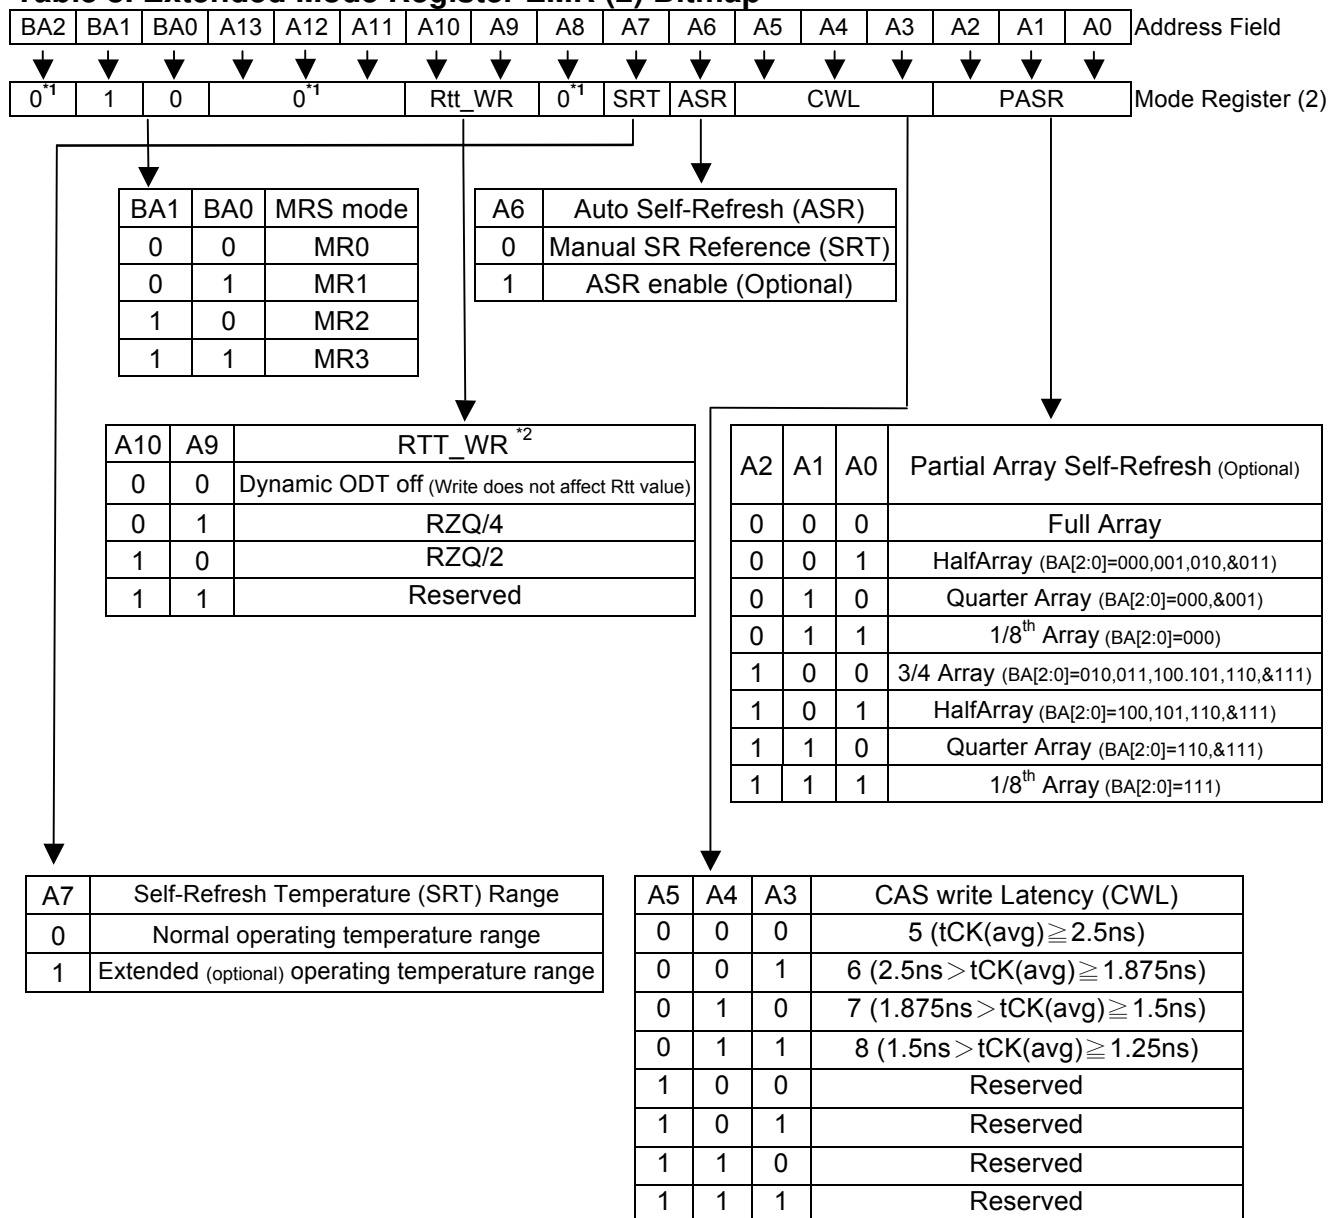 Table 8. Extended Mode Register EMR (2) Bitmap
BA2 BA1 BA0 A13 A12 A11 A10 A9 A8 A7 A6 A5 A4 A3 A2 A1 A0 Address Field
0*1 1 0 0*1 Rtt_WR 0*1 SRT ASR CWL PASR Mode Register (2)
BA1 BA0 MRS mode
0 0 MR0
0 1 MR1
1 0 MR2
1 1 MR3
A6 Auto Self-Refresh (ASR)
0 Manual SR Reference (SRT)
1 ASR enable (Optional)
A10 A9 RTT_WR *2
0 0 Dynamic ODT off (Write does not affect Rtt value)
0 1 RZQ/4
1 0 RZQ/2
1 1 Reserved
A2 A1 A0 Partial Array Self-Refresh (Optional)
0 0 0 Full Array
0 0 1 HalfArray (BA[2:0]=000,001,010,&011)
0 1 0 Quarter Array (BA[2:0]=000,&001)
0 1 1 1/8th Array (BA[2:0]=000)
1 0 0 3/4 Array (BA[2:0]=010,011,100.101,110,&111)
1 0 1 HalfArray (BA[2:0]=100,101,110,&111)
1 1 0 Quarter Array (BA[2:0]=110,&111)
1 1 1 1/8th Array (BA[2:0]=111)
A7 Self-Refresh Temperature (SRT) Range
0 Normal operating temperature range
1 Extended (optional) operating temperature range
A5 A4 A3 CAS write Latency (CWL)
0 0 0 5 (tCK(avg)≧2.5ns)
0 0 1 6 (2.5ns＞tCK(avg)≧1.875ns)
0 1 0 7 (1.875ns＞tCK(avg)≧1.5ns)
0 1 1 8 (1.5ns＞tCK(avg)≧1.25ns)
1 0 0 Reserved
1 0 1 Reserved
1 1 0 Reserved
1 1 1 Reserved